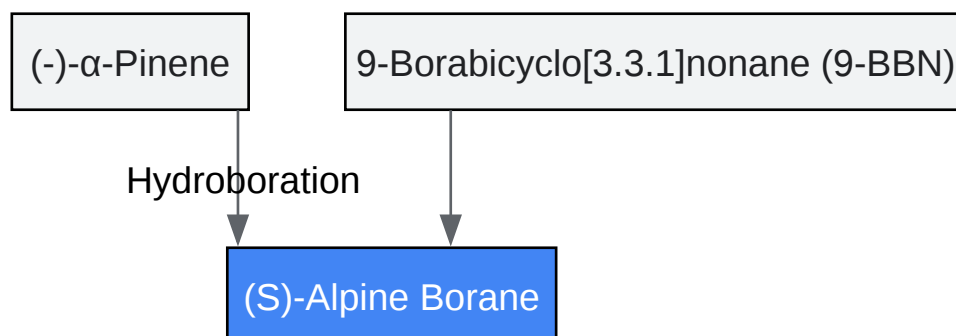 (-)-α-Pinene
9-Borabicyclo[3.3.1]nonane (9-BBN)
Hydroboration
(S)-Alpine Borane